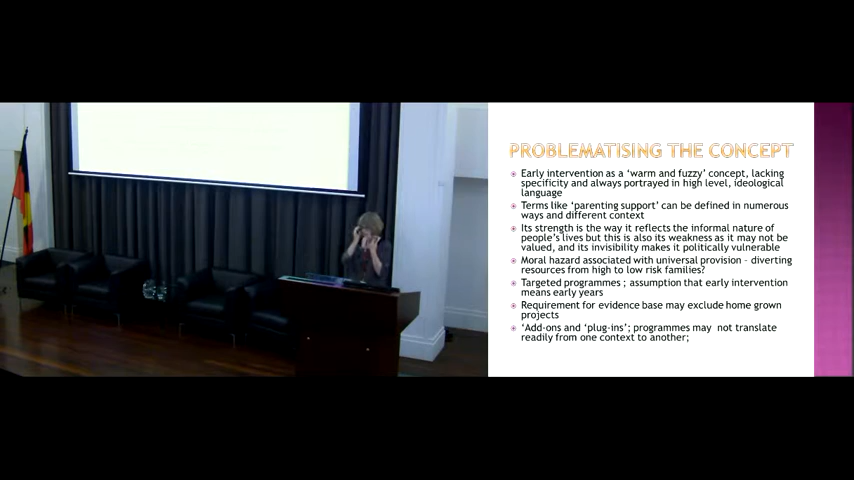 PROBLEMATISING THE CONCEPT
Early intervention as a ‘warm and fuzzy’ concept, lacking
specificity and always portrayed in high level, ideological
language
Terms like ‘parenting support’ can be defined in numerous
ways and different context
Its strength is the way it reflects the informal nature of
people’s lives but this is also its weakness as it may not be
valued, and its invisibility makes it politically vulnerable
Moral hazard associated with universal provision – diverting
resources from high to low risk families?
Targeted programmes ; assumption that early intervention
means early years
Requirement for evidence base may exclude home grown
projects
‘Add-ons and ‘plug-ins’; programmes may  not translate
readily from one context to another;